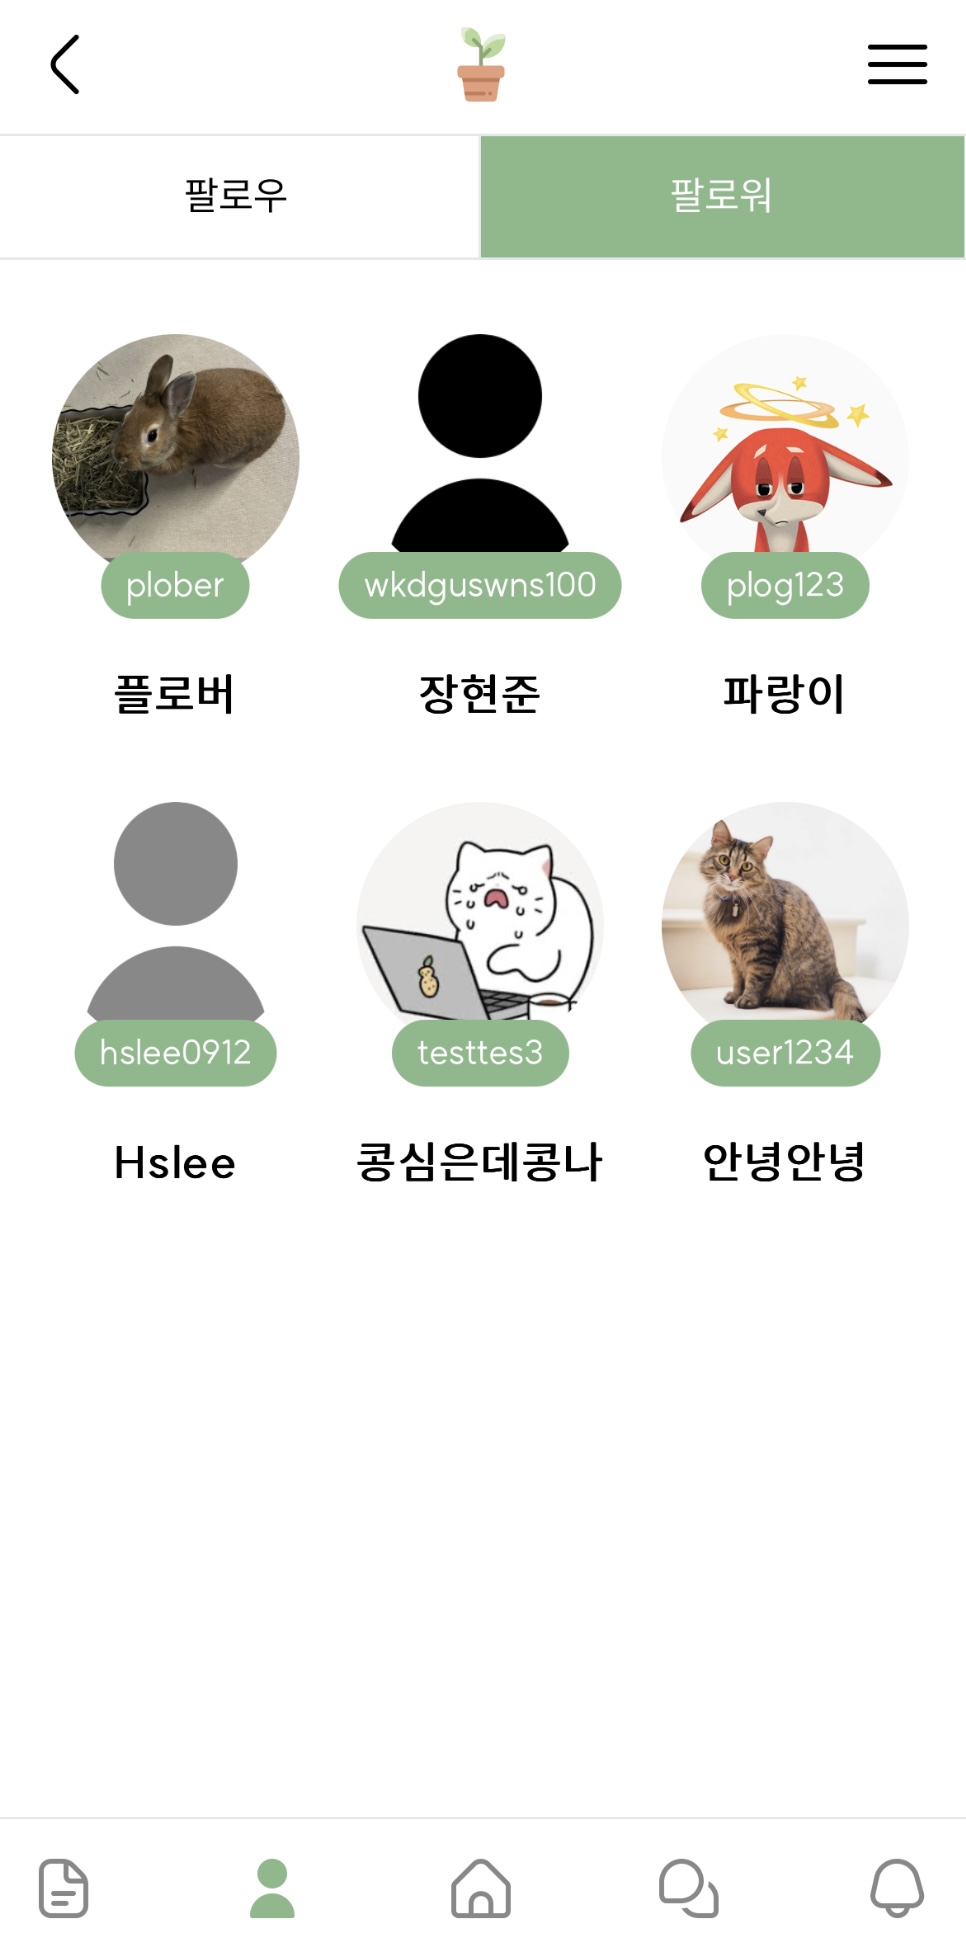 팔로우
팔로워
plober
wkdguswns100
plog123
플로버
장현준
파랑이
hslee0912
testtes3
user1234
Hslee
콩심은데콩나
안녕안녕